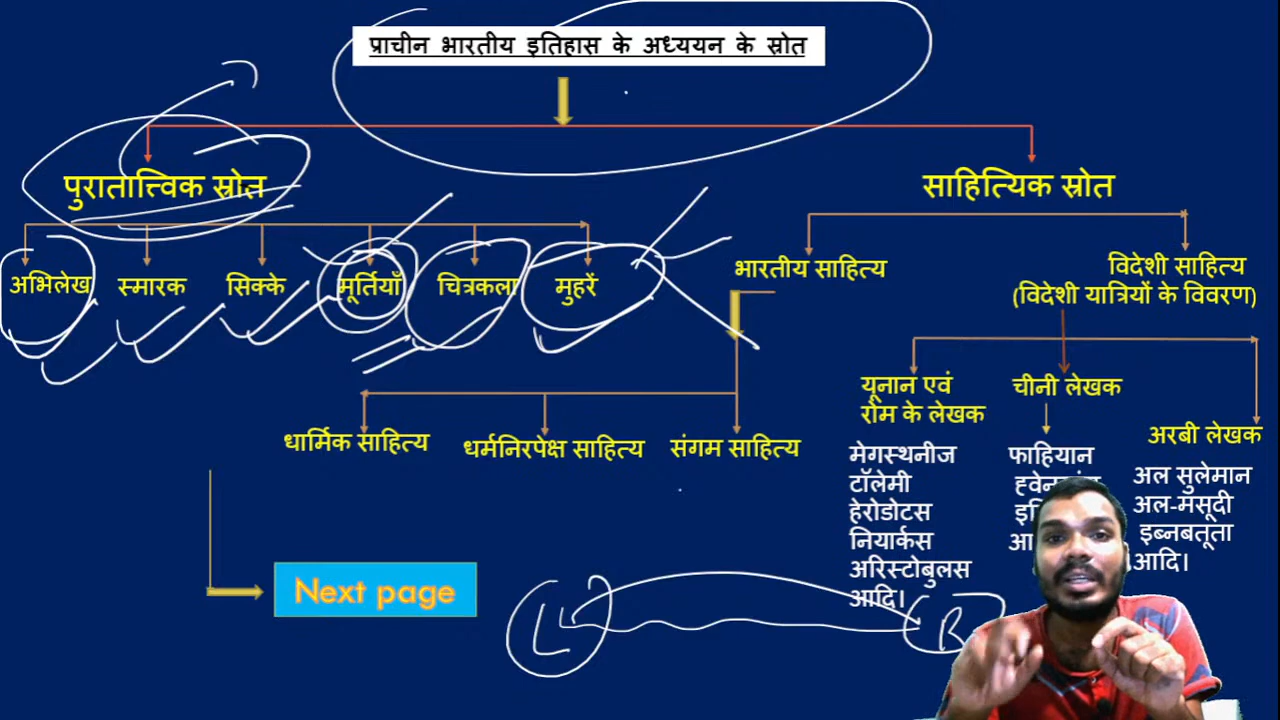 प्राचीन भारतीय इतिहास के अध्ययन के स्रोत
पुरातात्त्विक स्रोत
साहित्यिक स्रोत
अभिलेख
स्मारक
सिक्के
मूर्तियाँ
चित्रकला
मुहरें
भारतीय साहित्य
विदेशी साहित्य
(विदेशी यात्रियों के विवरण)
धार्मिक साहित्य
धर्मनिरपेक्ष साहित्य
संगम साहित्य
यूनान एवं
रोम के लेखक
मेगस्थनीज
टॉलेमी
हेरोडोटस
नियार्कस
अरिस्टोबुलस
आदि।
चीनी लेखक
फाहियान
अरबी लेखक
अल सुलेमान
अल-मसूदी
इब्नबतूता
आदि।
Next page
L
B